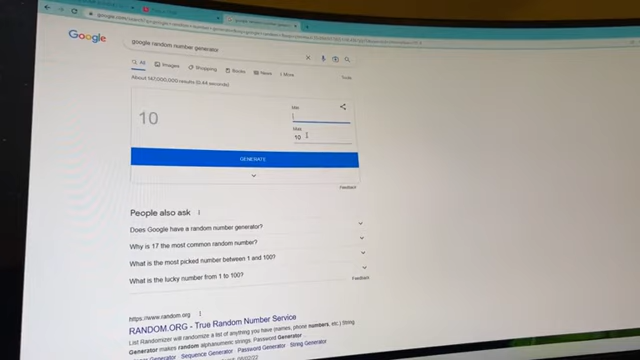 Google
google random number generator
All Images Shopping Books News More
Tools
About 147,000,000 results (0.44 seconds)
10
Min
Max
10
GENERATE
Feedback
People also ask
Does Google have a random number generator?
Why is 17 the most common random number?
What is the most picked number between 1 and 100?
What is the lucky number from 1 to 100?
Feedback
https://www.random.org
RANDOM.ORG - True Random Number Service
List Randomizer will randomize a list of anything you have (names, phone numbers, etc.) String
Generator makes random alphanumeric strings. Password Generator
Generator · Sequence Generator · Password Generator · String Generator